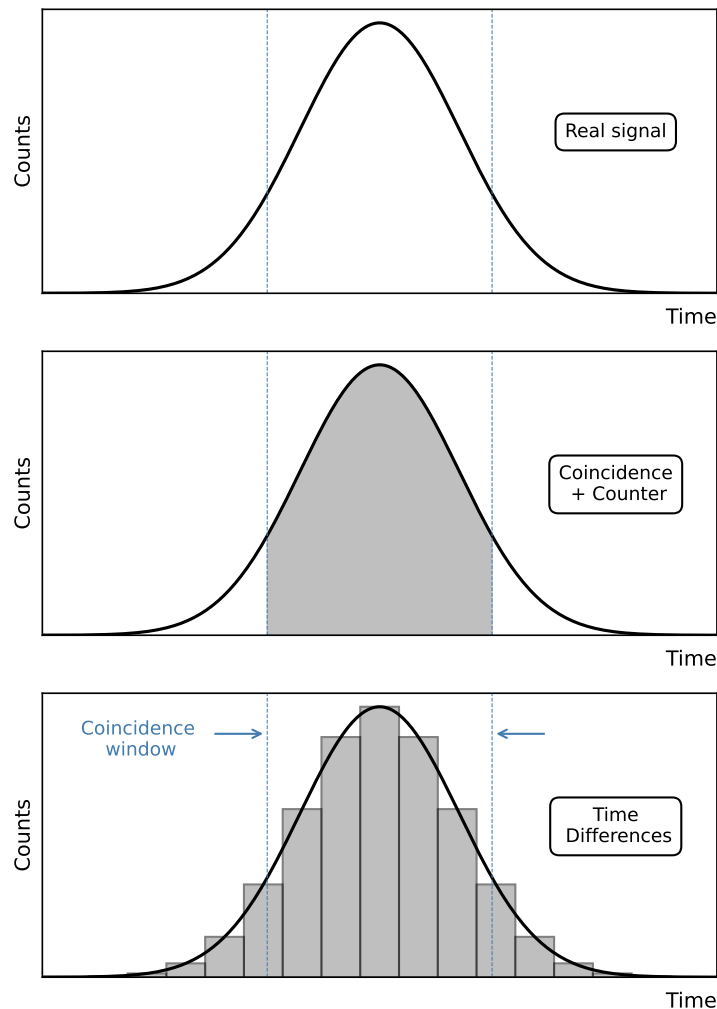 Counts
Real signal
Time
Counts
Coincidence
+ Counter
Time
Coincidence
window
Counts
Time
Differences
Time